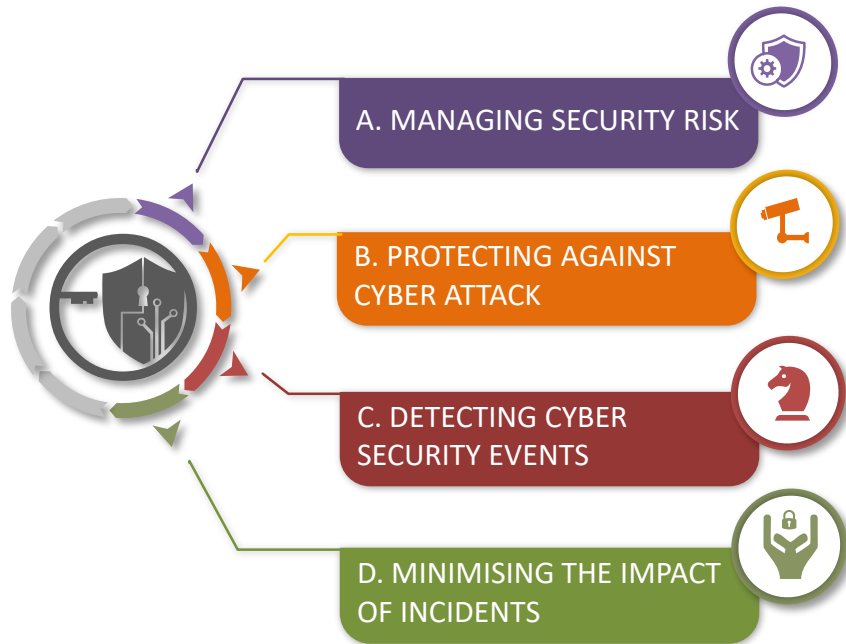 A. MANAGING SECURITY RISK
B. PROTECTING AGAINST
CYBER ATTACK
C. DETECTING CYBER
SECURITY EVENTS
D. MINIMISING THE IMPACT
OF INCIDENTS